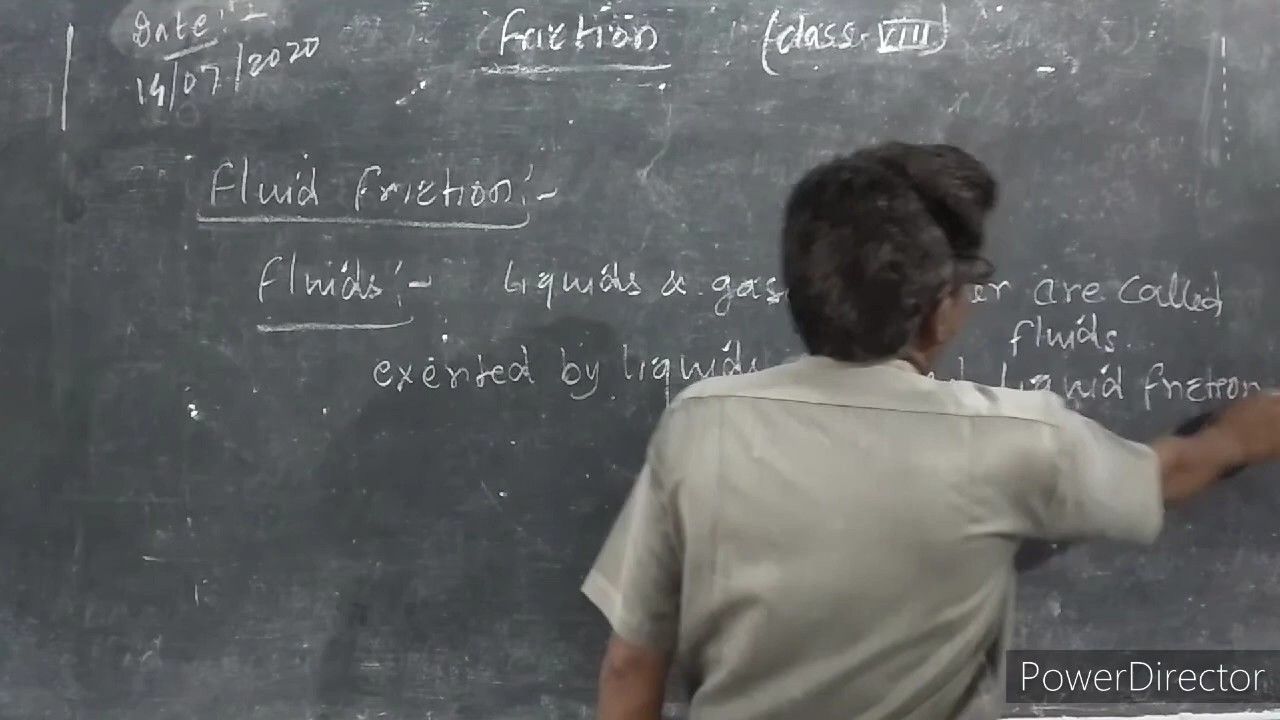 Date:-
14/07/2020
Friction (class-VIII)
Fluid Friction:-
Fluids:- Liquids & gas er are called
fluids.
exerted by liquids liquid friction
PowerDirector